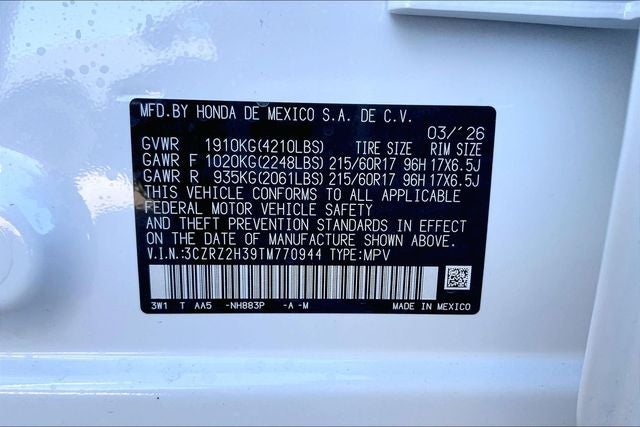 MFD.BY HONDA DE MEXICO S.A. DE C.V.
03/'26
GVWR 1910KG(4210LBS) TIRE SIZE RIM SIZE
GAWR F 1020KG(2248LBS) 215/60R17 96H 17X6.5J
GAWR R 935KG(2061LBS) 215/60R17 96H 17X6.5J
THIS VEHICLE CONFORMS TO ALL APPLICABLE
FEDERAL MOTOR VEHICLE SAFETY
AND THEFT PREVENTION STANDARDS IN EFFECT
ON THE DATE OF MANUFACTURE SHOWN ABOVE.
V.I.N.:3CZRZ2H39TM770944 TYPE:MPV
3W1 T AA5 -NH883P -A -M MADE IN MEXICO